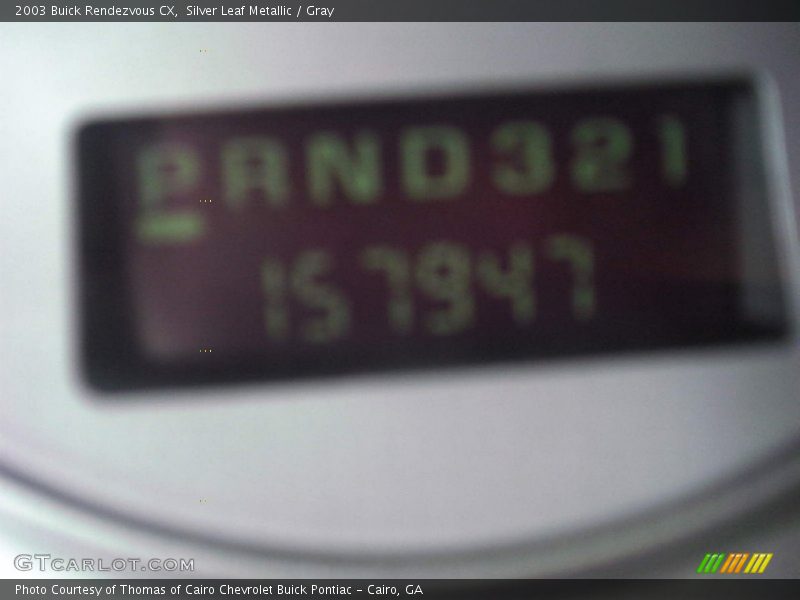 2003 Buick Rendezvous CX, Silver Leaf Metallic / Gray
PAND321
157947
GTCARLOT.COM
Photo Courtesy of Thomas of Cairo Chevrolet Buick Pontiac - Cairo, GA